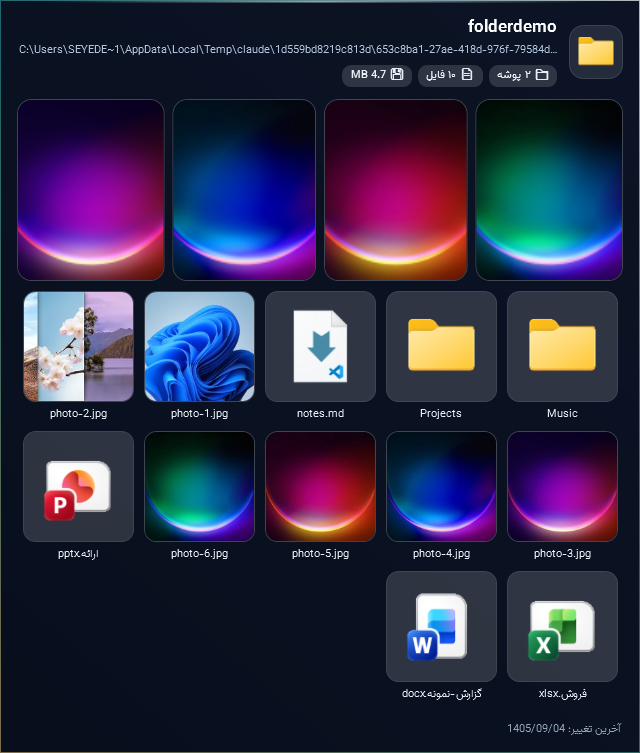 folderdemo
C:\Users\SEYEDE~1\AppData\Local\Temp\claude\1d559bd8219c813d\653c8ba1-27ae-418d-976f-79584d...
۲ پوشه
۱۰ فایل
4.7 MB
Music
Projects
notes.md
photo-1.jpg
photo-2.jpg
photo-3.jpg
photo-4.jpg
photo-5.jpg
photo-6.jpg
ارائه.pptx
فروش.xlsx
گزارش-نمونه.docx
آخرین تغییر: 1405/09/04